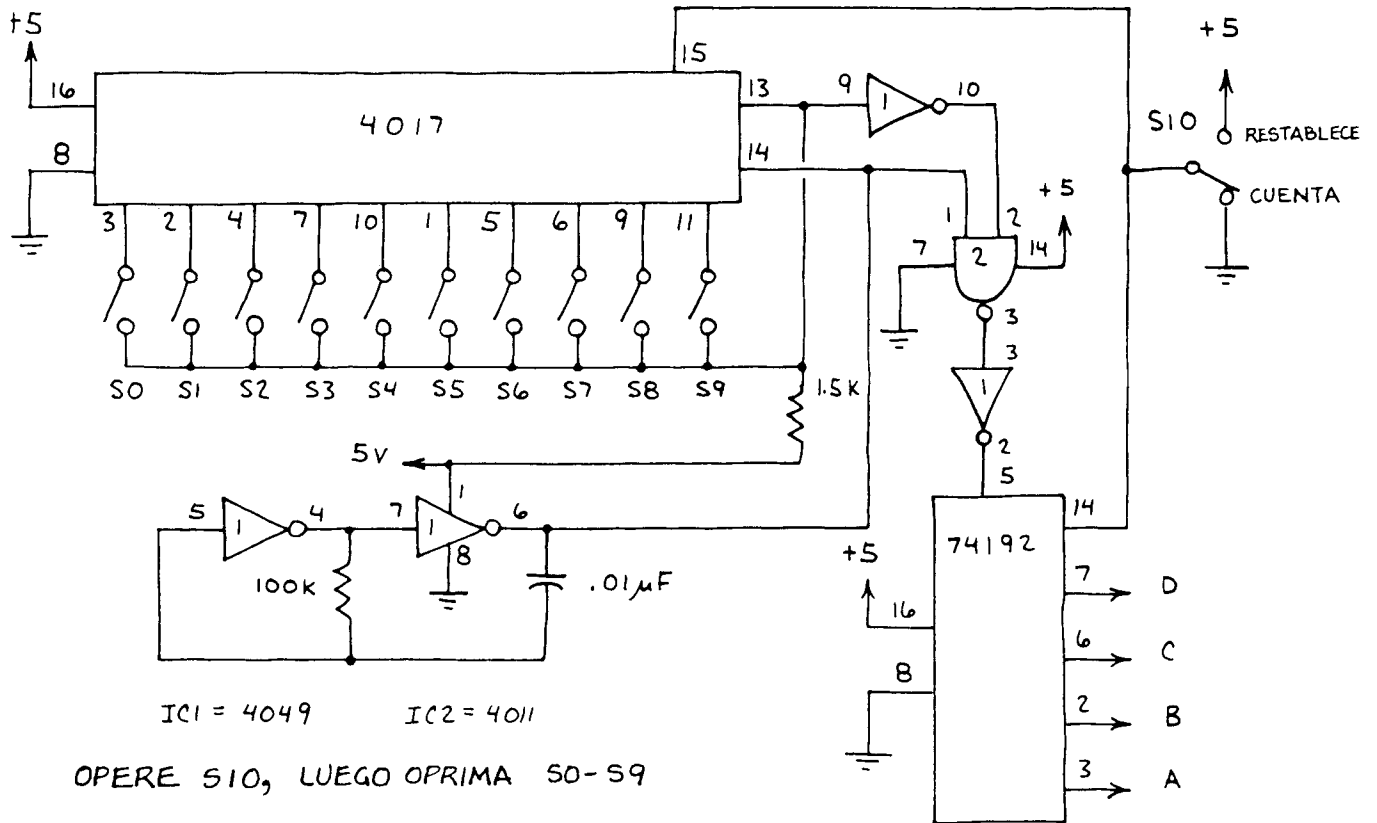 +5
15
+5
16
13
9
1
10
4017
S10
RESTABLECE
8
14
+5
CUENTA
3
2
4
7
10
1
5
6
9
11
1
2
7
2
14
3
3
S0
S1
S2
S3
S4
S5
S6
S7
S8
S9
1.5K
1
5V
2
1
5
5
1
4
7
1
6
14
8
+5
74192
100K
.01μF
7
D
16
6
C
8
IC1 = 4049
IC2 = 4011
2
B
OPERE S10, LUEGO OPRIMA S0-S9
3
A